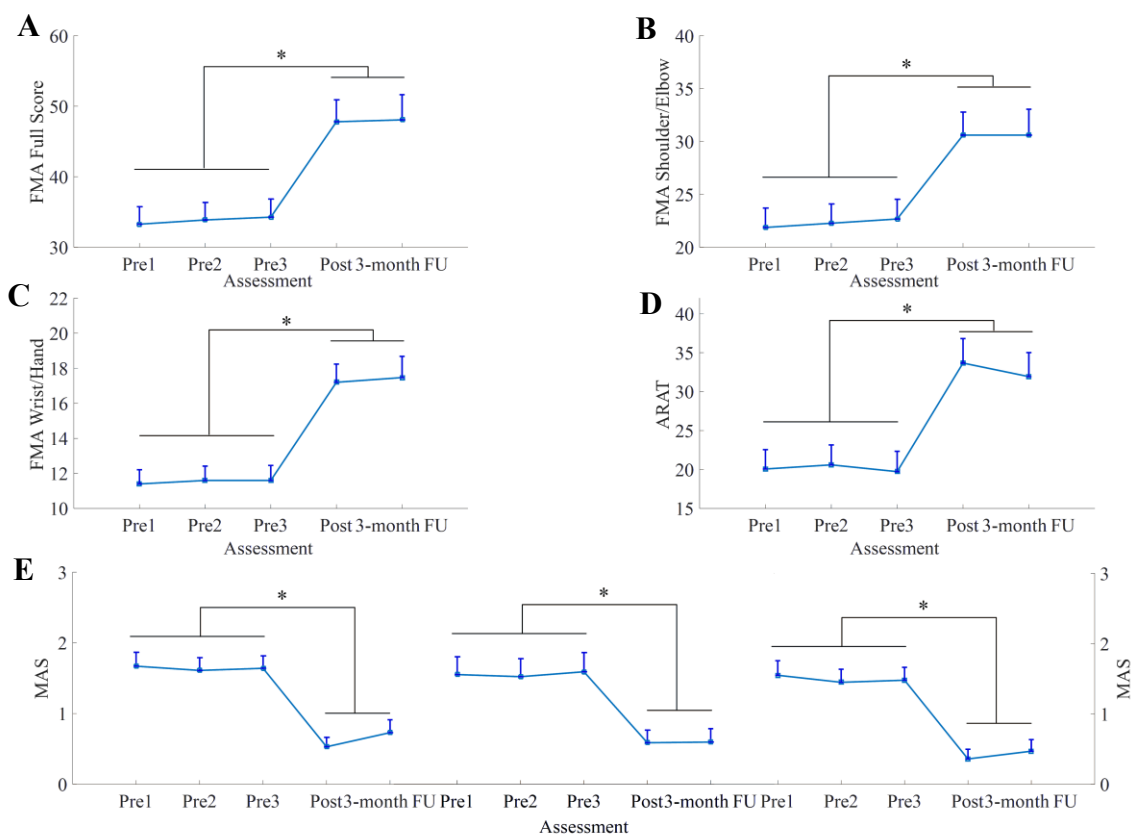 A
FMA Full Score
60
50
40
30
*
Pre1 Pre2 Pre3 Post 3-month FU
Assessment
B
FMA Shoulder/Elbow
40
35
30
25
20
*
Pre1 Pre2 Pre3 Post 3-month FU
Assessment
C
FMA Wrist/Hand
22
20
18
16
14
12
10
*
Pre1 Pre2 Pre3 Post 3-month FU
Assessment
D
ARAT
40
35
30
25
20
15
*
Pre1 Pre2 Pre3 Post 3-month FU
Assessment
E
MAS
3
2
1
0
* * *
Pre1 Pre2 Pre3 Post3-month FU Pre1 Pre2 Pre3 Post3-month FU Pre1 Pre2 Pre3 Post3-month FU
Assessment
3
2
1
0
MAS